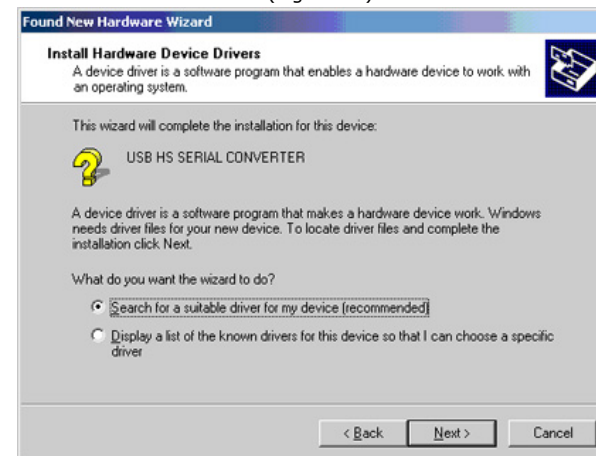 Found New Hardware Wizard
Install Hardware Device Drivers
A device driver is a software program that enables a hardware device to work with
an operating system.
This wizard will complete the installation for this device:
USB HS SERIAL CONVERTER
A device driver is a software program that makes a hardware device work. Windows
needs driver files for your new device. To locate driver files and complete the
installation click Next.
What do you want the wizard to do?
Search for a suitable driver for my device (recommended)
Display a list of the known drivers for this device so that I can choose a specific
driver
< Back Next > Cancel